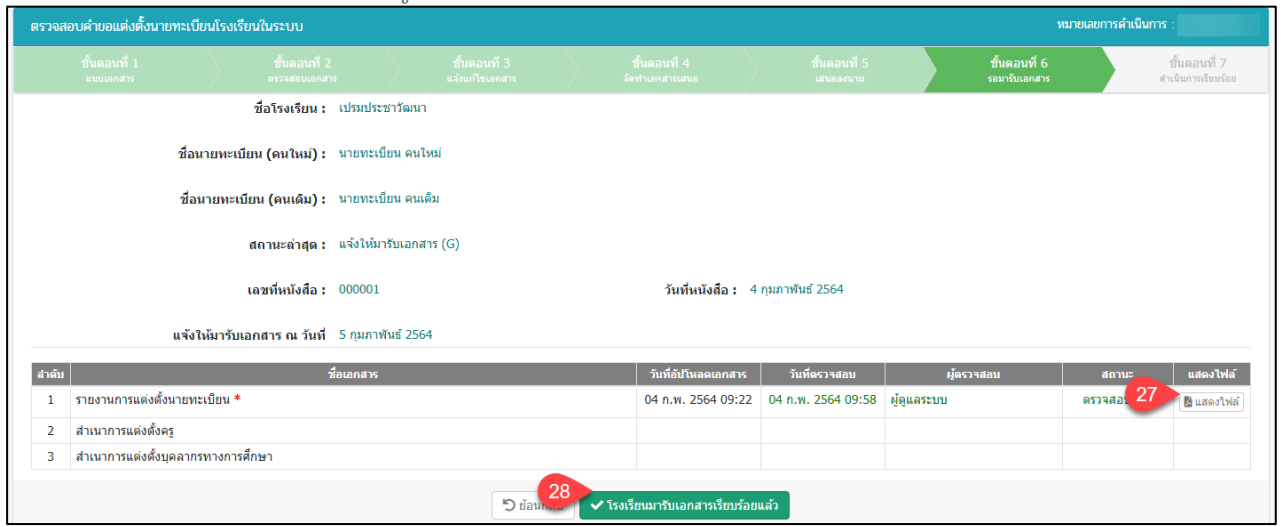 ตรวจสอบคำขอแต่งตั้งนายทะเบียนโรงเรียนในระบบ หมายเลขการดำเนินการ :
ขั้นตอนที่ 1 ขั้นตอนที่ 2 ขั้นตอนที่ 3 ขั้นตอนที่ 4 ขั้นตอนที่ 5 ขั้นตอนที่ 6 ขั้นตอนที่ 7
แนบเอกสาร ตรวจสอบเอกสาร แจ้งแก้ไขเอกสาร จัดทำเอกสารเสนอ เสนอลงนาม รอมารับเอกสาร ดำเนินการเรียบร้อย
ชื่อโรงเรียน : เปรมประชาวัฒนา
ชื่อนายทะเบียน (คนใหม่) : นายทะเบียน คนใหม่
ชื่อนายทะเบียน (คนเดิม) : นายทะเบียน คนเดิม
สถานะล่าสุด : แจ้งให้มารับเอกสาร (G)
เลขที่หนังสือ : 000001 วันที่หนังสือ : 4 กุมภาพันธ์ 2564
แจ้งให้มารับเอกสาร ณ วันที่ 5 กุมภาพันธ์ 2564
ลำดับ ชื่อเอกสาร วันที่อัปโหลดเอกสาร วันที่ตรวจสอบ ผู้ตรวจสอบ สถานะ แสดงไฟล์
1 รายงานการแต่งตั้งนายทะเบียน * 04 ก.พ. 2564 09:22 04 ก.พ. 2564 09:58 ผู้ดูแลระบบ 27 แสดงไฟล์
2 สำเนาการแต่งตั้งครู
3 สำเนาการแต่งตั้งบุคลากรทางการศึกษา
28 โรงเรียนมารับเอกสารเรียบร้อยแล้ว